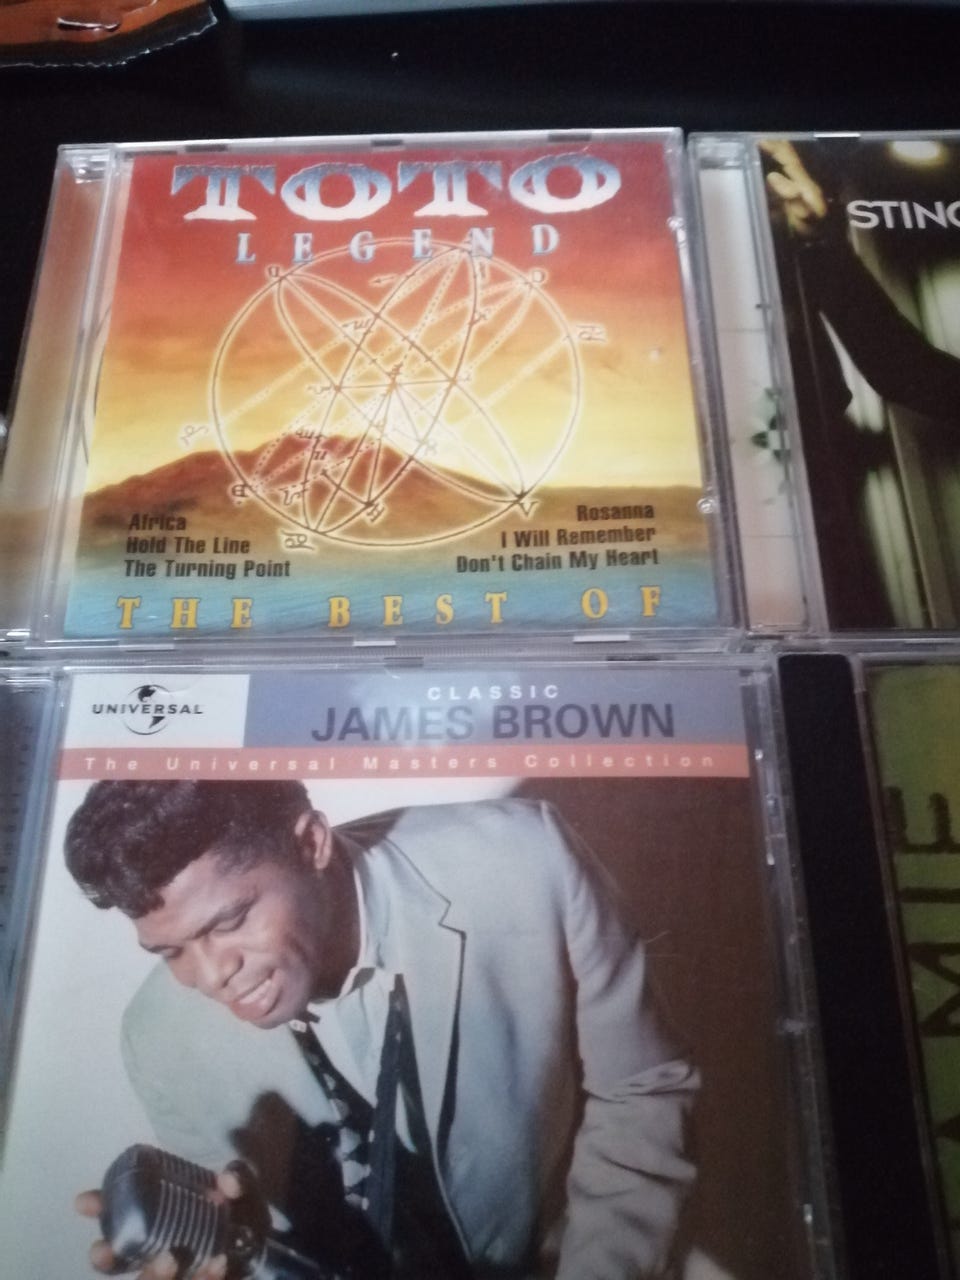 TOTO
LEGEND
STING
Africa
Hold The Line
The Turning Point
Rosanna
I Will Remember
Don't Chain My Heart
THE BEST OF
UNIVERSAL
CLASSIC
JAMES BROWN
The Universal Masters Collection